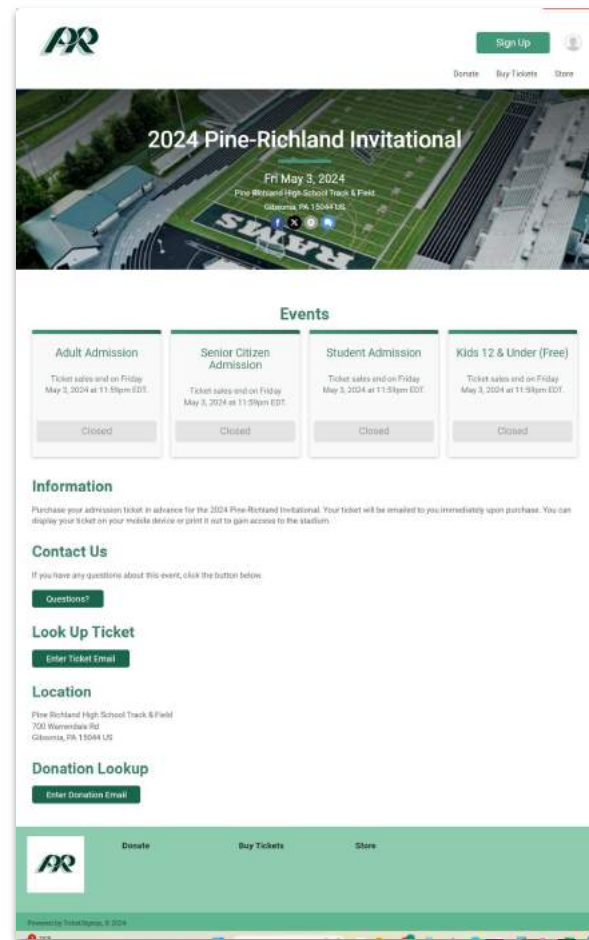 PR
Sign Up
Donate Buy Tickets Store
2024 Pine-Richland Invitational
Fri May 3, 2024
Pine Richland High School Track & Field
Gibsonia, PA 15044 US
RAMS
Events
Adult Admission
Ticket sales end on Friday
May 3, 2024 at 11:59pm EDT.
Closed
Senior Citizen
Admission
Ticket sales end on Friday
May 3, 2024 at 11:59pm EDT.
Closed
Student Admission
Ticket sales end on Friday
May 3, 2024 at 11:59pm EDT.
Closed
Kids 12 & Under (Free)
Ticket sales end on Friday
May 3, 2024 at 11:59pm EDT.
Closed
Information
Purchase your admission ticket in advance for the 2024 Pine-Richland Invitational. Your ticket will be emailed to you immediately upon purchase. You can
display your ticket on your mobile device or print it out to gain access to the stadium.
Contact Us
If you have any questions about this event, click the button below.
Questions?
Look Up Ticket
Enter Ticket Email
Location
Pine Richland High School Track & Field
700 Warrendale Rd
Gibsonia, PA 15044 US
Donation Lookup
Enter Donation Email
PR
Donate Buy Tickets Store
Powered by TicketSignup, © 2024